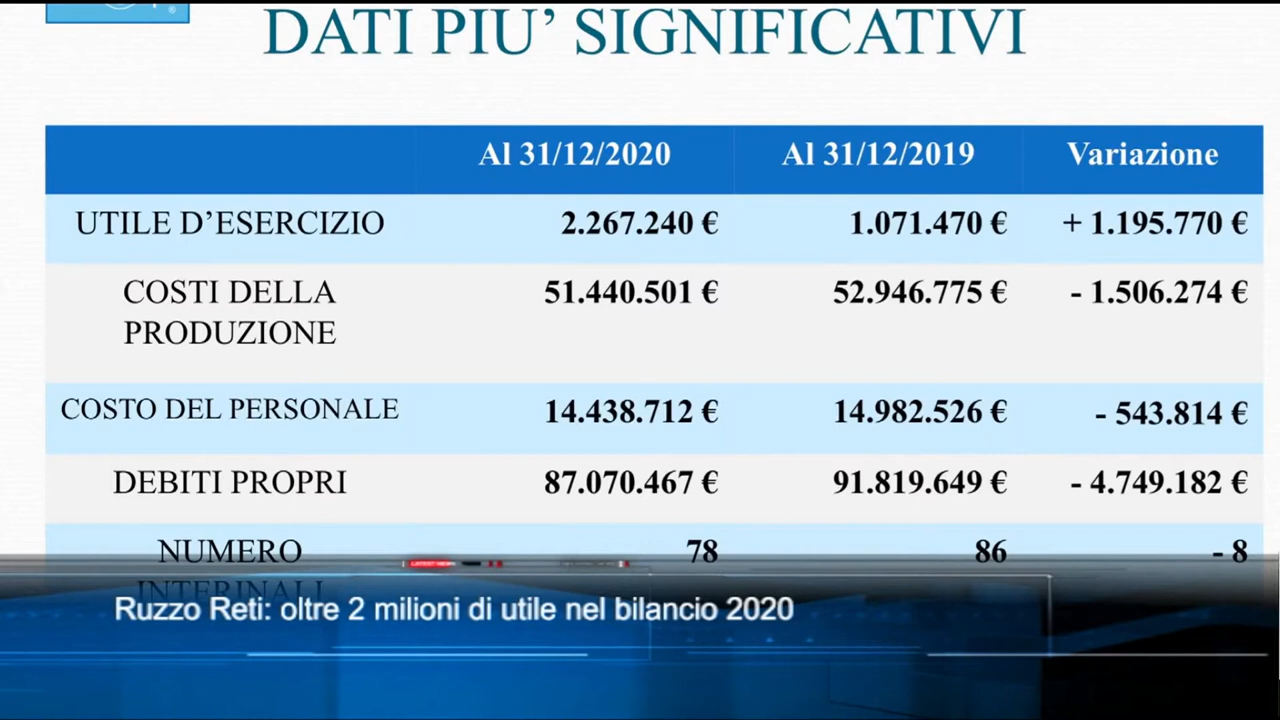 DATI PIU’ SIGNIFICATIVI
Al 31/12/2020 Al 31/12/2019 Variazione
UTILE D’ESERCIZIO 2.267.240 € 1.071.470 € + 1.195.770 €
COSTI DELLA 51.440.501 € 52.946.775 € - 1.506.274 €
PRODUZIONE
COSTO DEL PERSONALE 14.438.712 € 14.982.526 € - 543.814 €
DEBITI PROPRI 87.070.467 € 91.819.649 € - 4.749.182 €
NUMERO 78 86 - 8
INTERINALI
LATEST NEWS
Ruzzo Reti: oltre 2 milioni di utile nel bilancio 2020